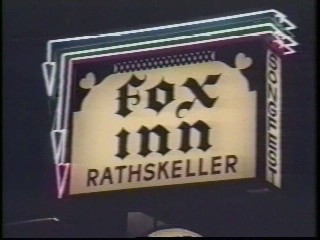 fox
inn
RATHSKELLER
SONGFEST